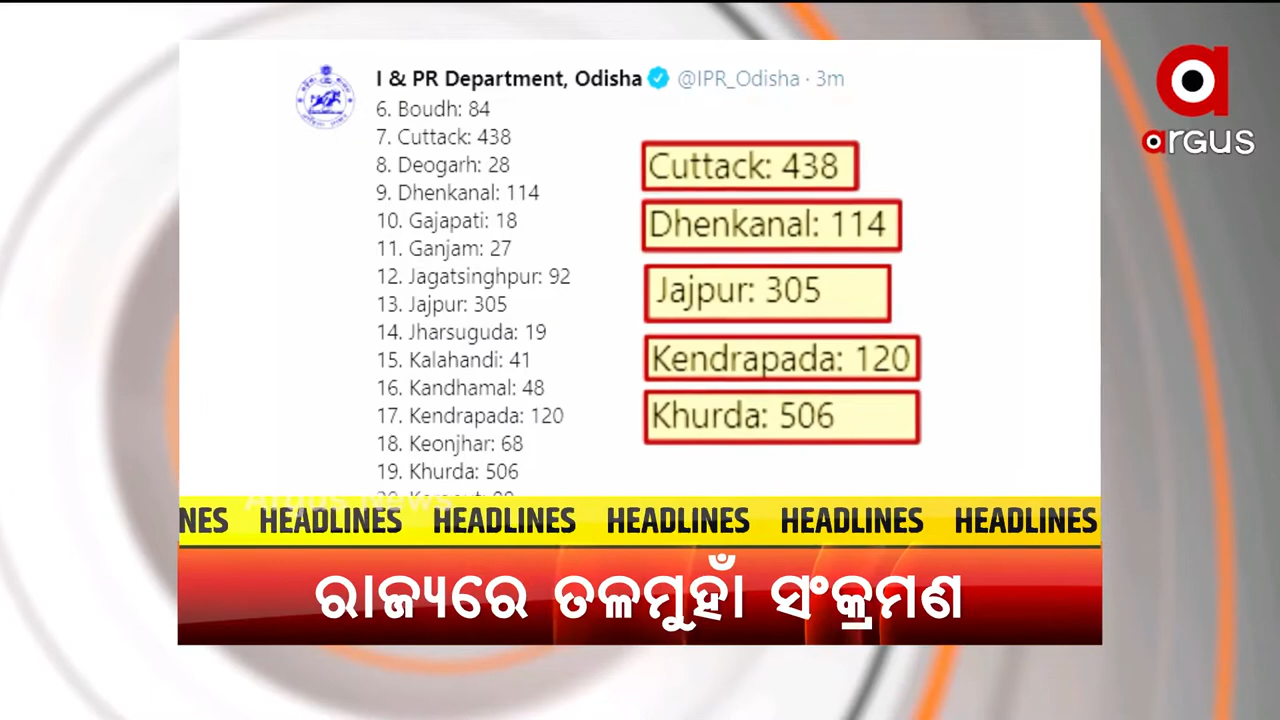 I & PR Department, Odisha @IPR_Odisha · 3m
6. Boudh: 84
7. Cuttack: 438
8. Deogarh: 28
9. Dhenkanal: 114
10. Gajapati: 18
11. Ganjam: 27
12. Jagatsinghpur: 92
13. Jajpur: 305
14. Jharsuguda: 19
15. Kalahandi: 41
16. Kandhamal: 48
17. Kendrapada: 120
18. Keonjhar: 68
19. Khurda: 506
Cuttack: 438
Dhenkanal: 114
Jajpur: 305
Kendrapada: 120
Khurda: 506
argus
Argus News
NES HEADLINES HEADLINES HEADLINES HEADLINES HEADLINES
ରାଜ୍ୟରେ ତଳମୁହାଁ ସଂକ୍ରମଣ